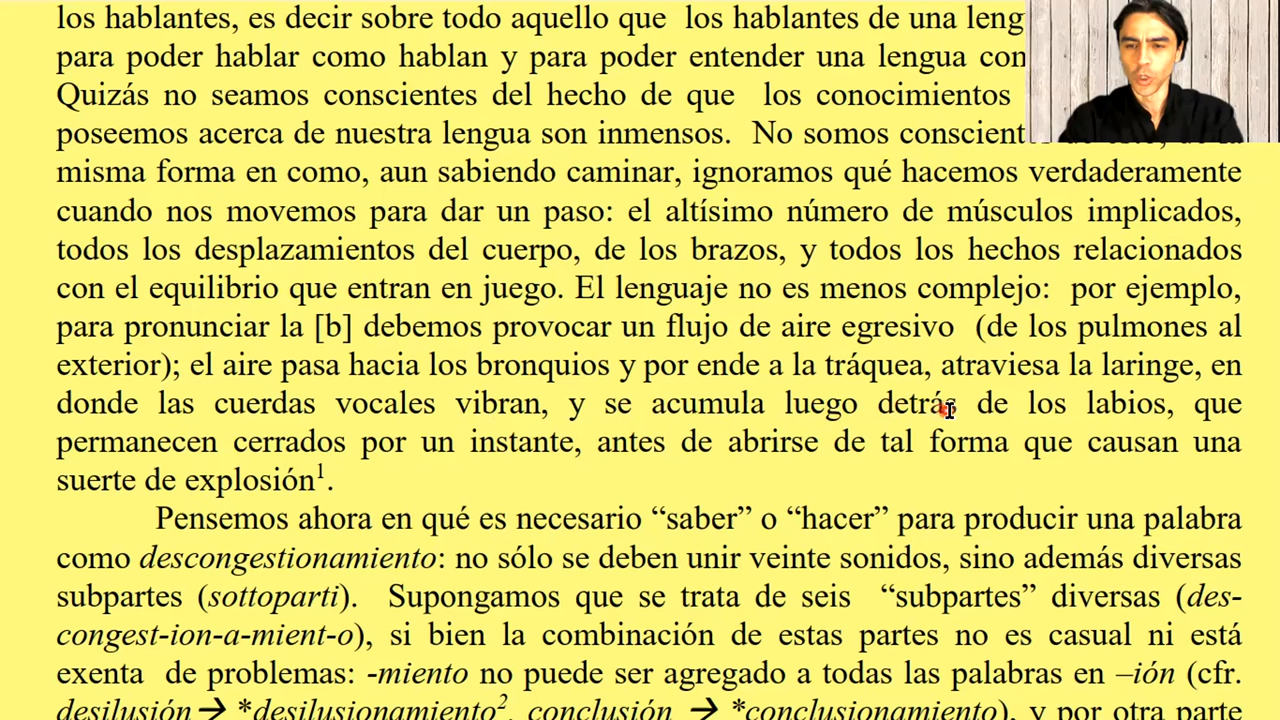 los hablantes, es decir sobre todo aquello que los hablantes de una leng
para poder hablar como hablan y para poder entender una lengua con
Quizás no seamos conscientes del hecho de que los conocimientos
poseemos acerca de nuestra lengua son inmensos. No somos conscient
misma forma en como, aun sabiendo caminar, ignoramos qué hacemos verdaderamente
cuando nos movemos para dar un paso: el altísimo número de músculos implicados,
todos los desplazamientos del cuerpo, de los brazos, y todos los hechos relacionados
con el equilibrio que entran en juego. El lenguaje no es menos complejo: por ejemplo,
para pronunciar la [b] debemos provocar un flujo de aire egresivo (de los pulmones al
exterior); el aire pasa hacia los bronquios y por ende a la tráquea, atraviesa la laringe, en
donde las cuerdas vocales vibran, y se acumula luego detrás de los labios, que
permanecen cerrados por un instante, antes de abrirse de tal forma que causan una
suerte de explosión¹.
Pensemos ahora en qué es necesario “saber” o “hacer” para producir una palabra
como descongestionamiento: no sólo se deben unir veinte sonidos, sino además diversas
subpartes (sottoparti). Supongamos que se trata de seis “subpartes” diversas (des-
congest-ion-a-mient-o), si bien la combinación de estas partes no es casual ni está
exenta de problemas: -miento no puede ser agregado a todas las palabras en –ión (cfr.
desilusión→ *desilusionamiento², conclusión → *conclusionamiento), y por otra parte